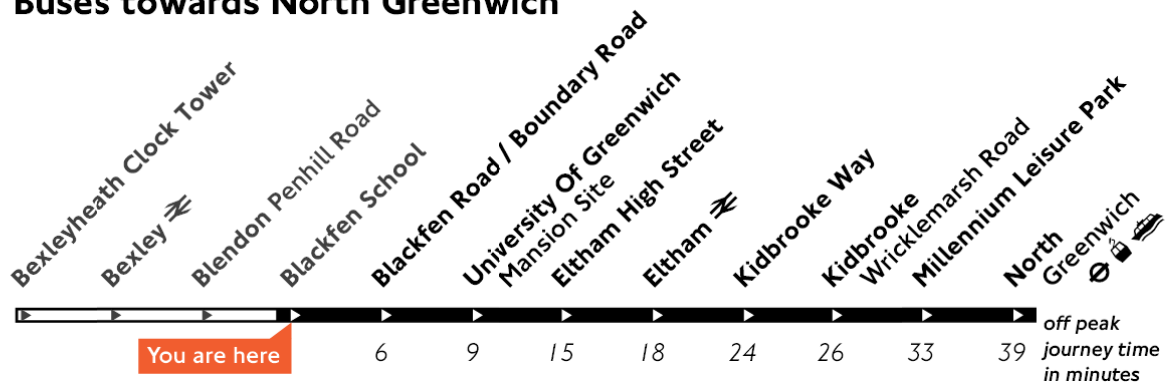 Buses towards North Greenwich
Bexleyheath Clock Tower
Bexley
Blendon Penhill Road
Blackfen School
Blackfen Road / Boundary Road
University Of Greenwich
Mansion Site
Eltham High Street
Eltham
Kidbrooke Way
Kidbrooke
Wricklemarsh Road
Millennium Leisure Park
North
Greenwich
You are here
6
9
15
18
24
26
33
39
off peak
journey time
in minutes